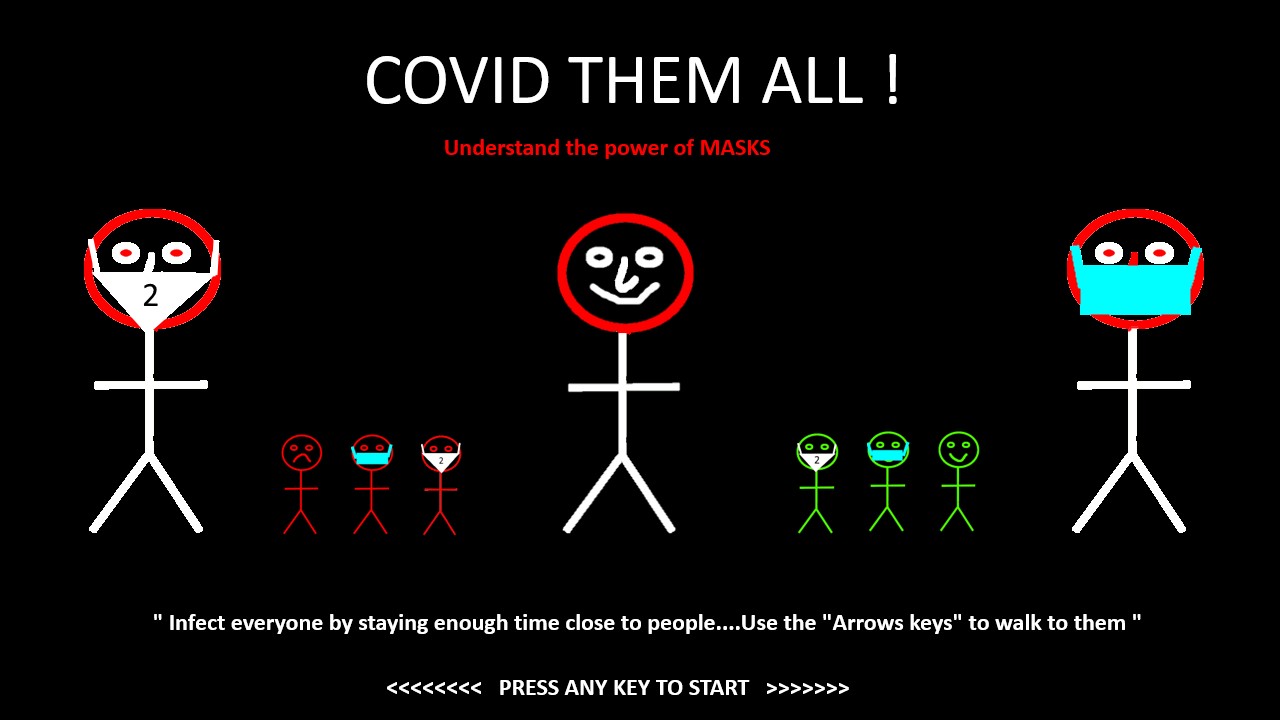 COVID THEM ALL !
Understand the power of MASKS
2
2
2
" Infect everyone by staying enough time close to people....Use the "Arrows keys" to walk to them "
<<<<<<<< PRESS ANY KEY TO START >>>>>>>